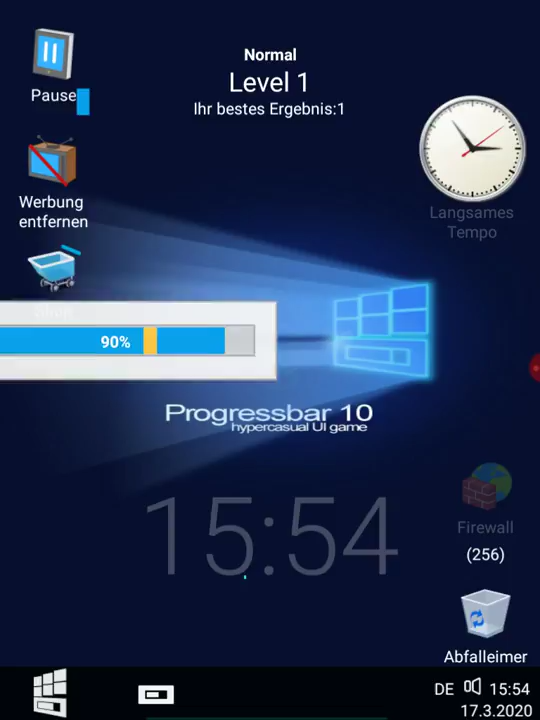 Normal
Level 1
Ihr bestes Ergebnis:1
Pause
Werbung
entfernen
Langsames
Tempo
90%
Progressbar 10
hypercasual UI game
15:54
Firewall
(256)
Abfalleimer
DE 15:54
17.3.2020